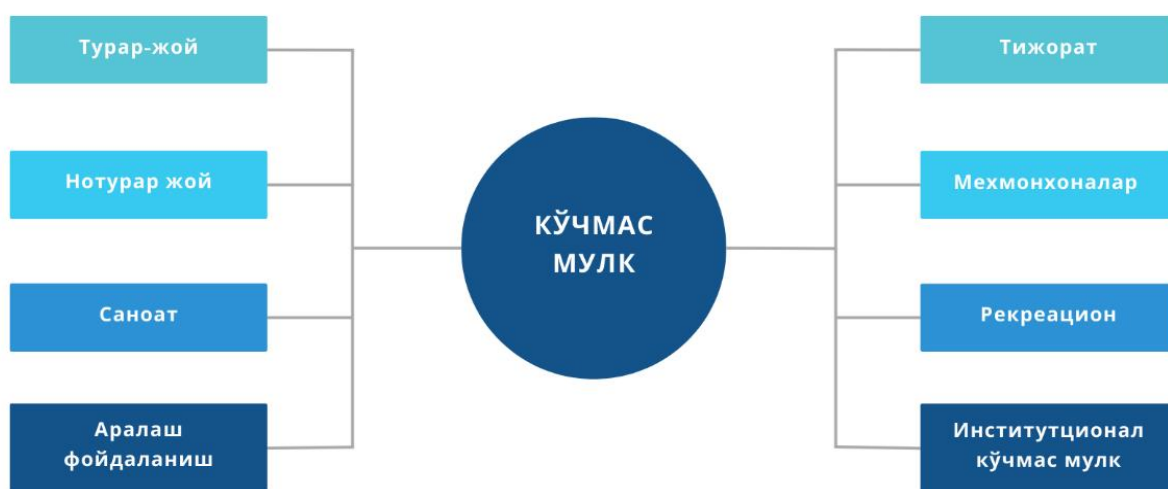 Турар-жой
Нотурар жой
Саноат
Аралаш
фойдаланиш
КЎЧМАС
МУЛК
Тижорат
Мехмонхоналар
Рекреацион
Институтционал
кўчмас мулк